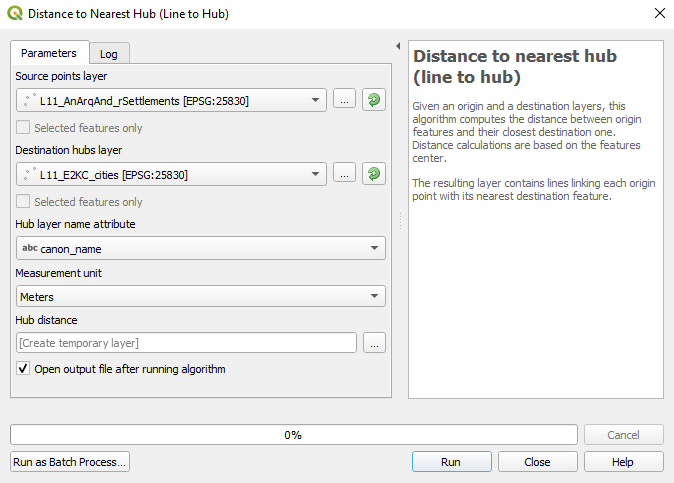 Distance to Nearest Hub (Line to Hub)
Parameters
Log
Source points layer
L11_AnArqAnd_rSettlements [EPSG:25830]
...
Selected features only
Destination hubs layer
L11_E2KC_cities [EPSG:25830]
...
Selected features only
Hub layer name attribute
abc canon_name
Measurement unit
Meters
Hub distance
[Create temporary layer]
...
Open output file after running algorithm
Distance to nearest hub
(line to hub)
Given an origin and a destination layers, this
algorithm computes the distance between origin
features and their closest destination one.
Distance calculations are based on the features
center.
The resulting layer contains lines linking each origin
point with its nearest destination feature.
0%
Cancel
Run as Batch Process...
Run
Close
Help